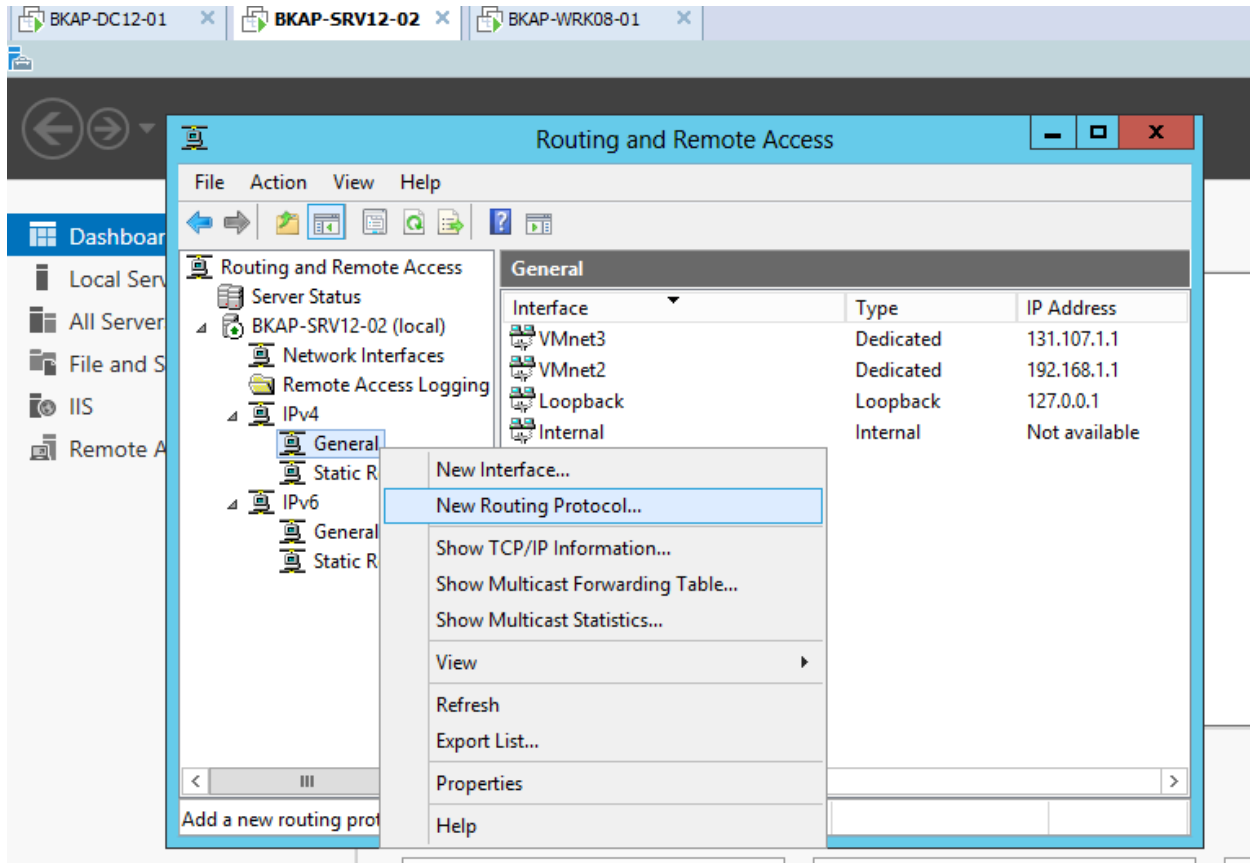 BKAP-DC12-01 BKAP-SRV12-02 BKAP-WRK08-01
Routing and Remote Access
File Action View Help
Dashboar
Local Serv
All Server
File and S
IIS
Remote A
Routing and Remote Access
Server Status
BKAP-SRV12-02 (local)
Network Interfaces
Remote Access Logging
IPv4
General
Static R
IPv6
General
Static R
General
Interface Type IP Address
VMnet3 Dedicated 131.107.1.1
VMnet2 Dedicated 192.168.1.1
Loopback Loopback 127.0.0.1
Internal Internal Not available
New Interface...
New Routing Protocol...
Show TCP/IP Information...
Show Multicast Forwarding Table...
Show Multicast Statistics...
View
Refresh
Export List...
Properties
Help
Add a new routing prot